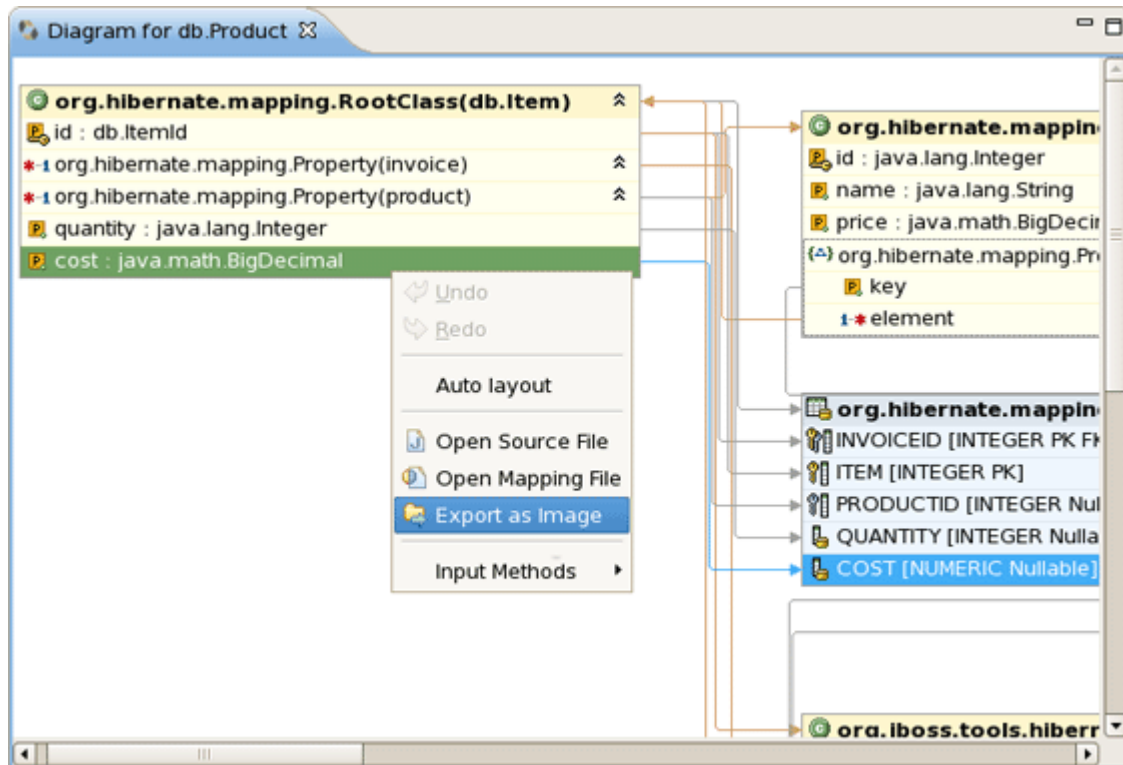 Diagram for db.Product
org.hibernate.mapping.RootClass(db.Item)
id : db.ItemId
*-1 org.hibernate.mapping.Property(invoice)
*-1 org.hibernate.mapping.Property(product)
quantity : java.lang.Integer
cost : java.math.BigDecimal
Undo
Redo
Auto layout
Open Source File
Open Mapping File
Export as Image
Input Methods
org.hibernate.mappin
id : java.lang.Integer
name : java.lang.String
price : java.math.BigDecir
org.hibernate.mapping.Pr
key
1-* element
org.hibernate.mappin
INVOICEID [INTEGER PK FK
ITEM [INTEGER PK]
PRODUCTID [INTEGER Nul
QUANTITY [INTEGER Nulla
COST [NUMERIC Nullable]
org.jboss.tools.hiberr